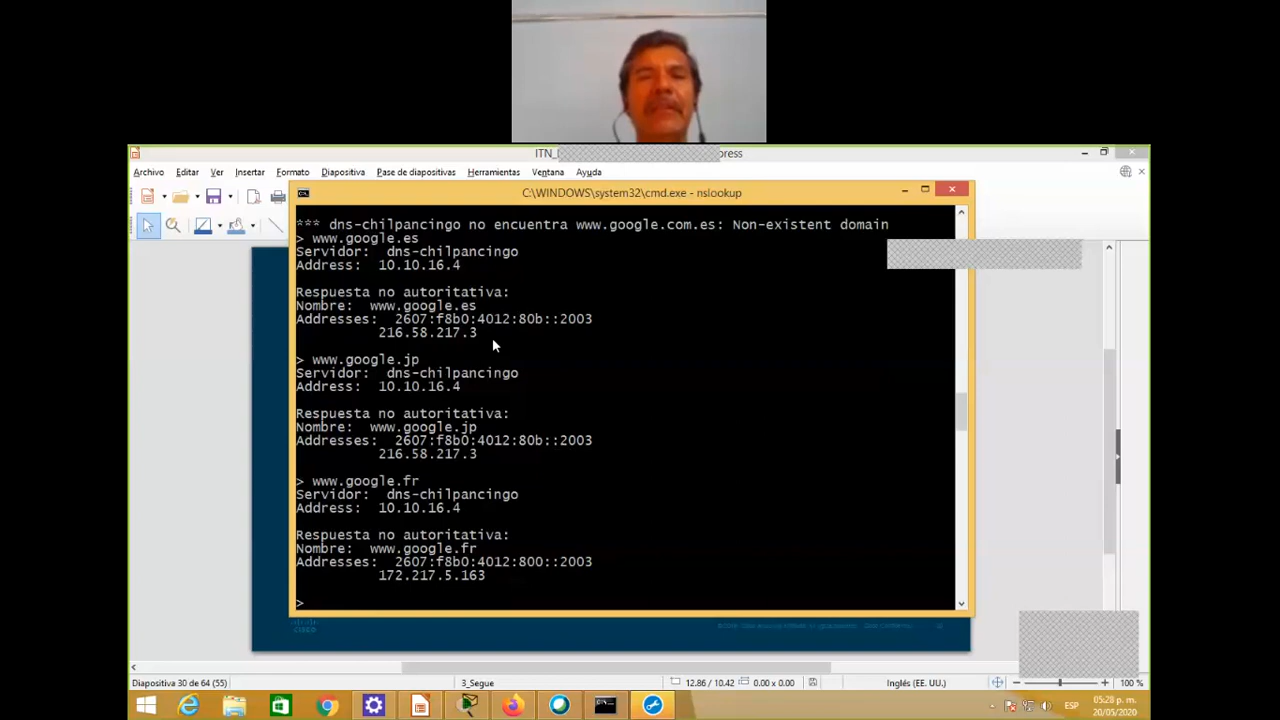 ITN_
ress
Archivo Editar Ver Insertar Formato Diapositiva Pase de diapositivas Herramientas Ventana Ayuda
C:\WINDOWS\system32\cmd.exe - nslookup
*** dns-chilpancingo no encuentra www.google.com.es: Non-existent domain
> www.google.es
Servidor: dns-chilpancingo
Address: 10.10.16.4
Respuesta no autoritativa:
Nombre: www.google.es
Addresses: 2607:f8b0:4012:80b::2003
216.58.217.3
> www.google.jp
Servidor: dns-chilpancingo
Address: 10.10.16.4
Respuesta no autoritativa:
Nombre: www.google.jp
Addresses: 2607:f8b0:4012:80b::2003
216.58.217.3
> www.google.fr
Servidor: dns-chilpancingo
Address: 10.10.16.4
Respuesta no autoritativa:
Nombre: www.google.fr
Addresses: 2607:f8b0:4012:800::2003
172.217.5.163
>
CISCO
Diapositiva 30 de 64 (55) 3_Segue 12.86 / 10.42 0.00 x 0.00 Inglés (EE. UU.) 100 %
ESP 05:28 p. m.
20/05/2020